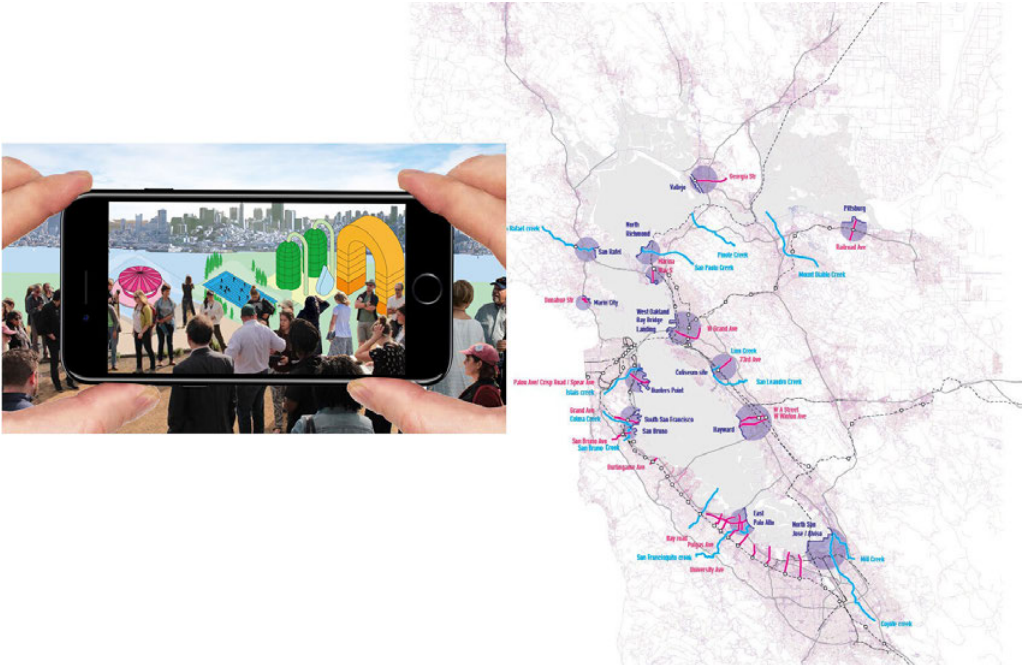 Georgia Str
Vallejo
Pittsburg
Railroad Ave
North
Richmond
Rafael creek
San Rafel
Pinole Creek
San Pablo Creek
Mount Diablo Creek
Marina
Donahue Str
Marin City
West Oakland
Bay Bridge
Landing
W Grand Ave
Lion Creek
73rd Ave
Coliseum site
San Leandro Creek
Palou Ave/ Crisp Road / Spear Ave
Islais creek
Hunters Point
Grand Ave
Colma Creek
South San Francisco
San Bruno
San Bruno Ave
San Bruno Creek
W A Street
W Winton Ave
Hayward
Burlingame Ave
East
Palo Alto
North San
Jose / Alviso
Bay road
Pulgas Ave
San Francisquito creek
University Ave
Mill Creek
Coyote creek